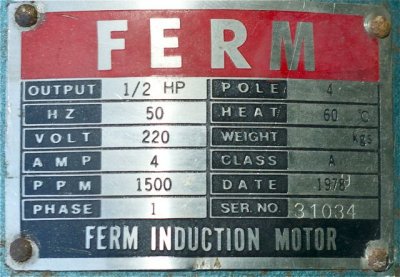 FERM
OUTPUT 1/2 HP POLE 4
HZ 50 HEAT 60 °C
VOLT 220 WEIGHT kgs
AMP 4 CLASS A
PPM 1500 DATE 1978
PHASE 1 SER. NO. 31034
FERM INDUCTION MOTOR